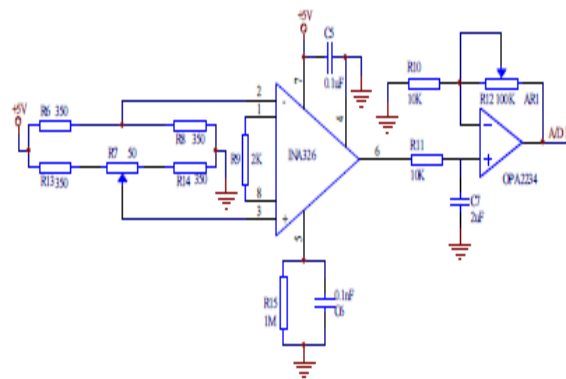 +5V
C5
0.1uF
7
4
2
-
1
R9
2K
8
3
+
INA326
6
5
+5V
R6 350
R8 350
R7 50
R13 350
R14 350
R10
10K
R12 100K
AR1
R11
10K
-
+
A/D1
OPA2234
C7
2uF
R15
1M
0.1nF
C6